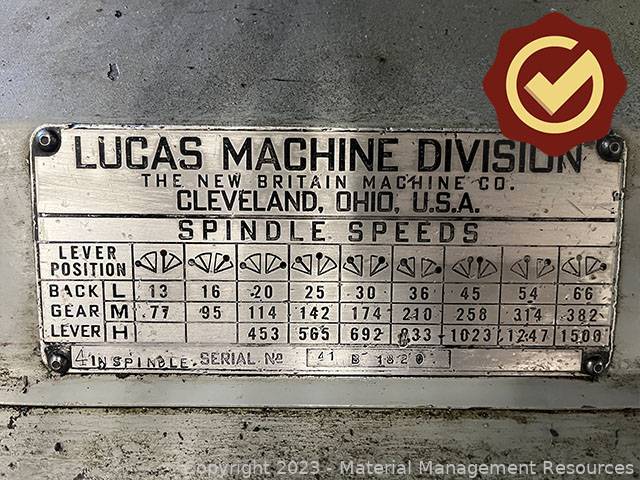 LUCAS MACHINE DIVISION
THE NEW BRITAIN MACHINE CO.
CLEVELAND, OHIO, U.S.A.
SPINDLE SPEEDS
LEVER
POSITION
BACK L 13 16 20 25 30 36 45 54 66
GEAR M 77 95 114 142 174 210 258 314 382
LEVER H 453 565 692 833 1023 1247 1500
4 IN SPINDLE. SERIAL No 41 B 1820
Copyright 2023 - Material Management Resources